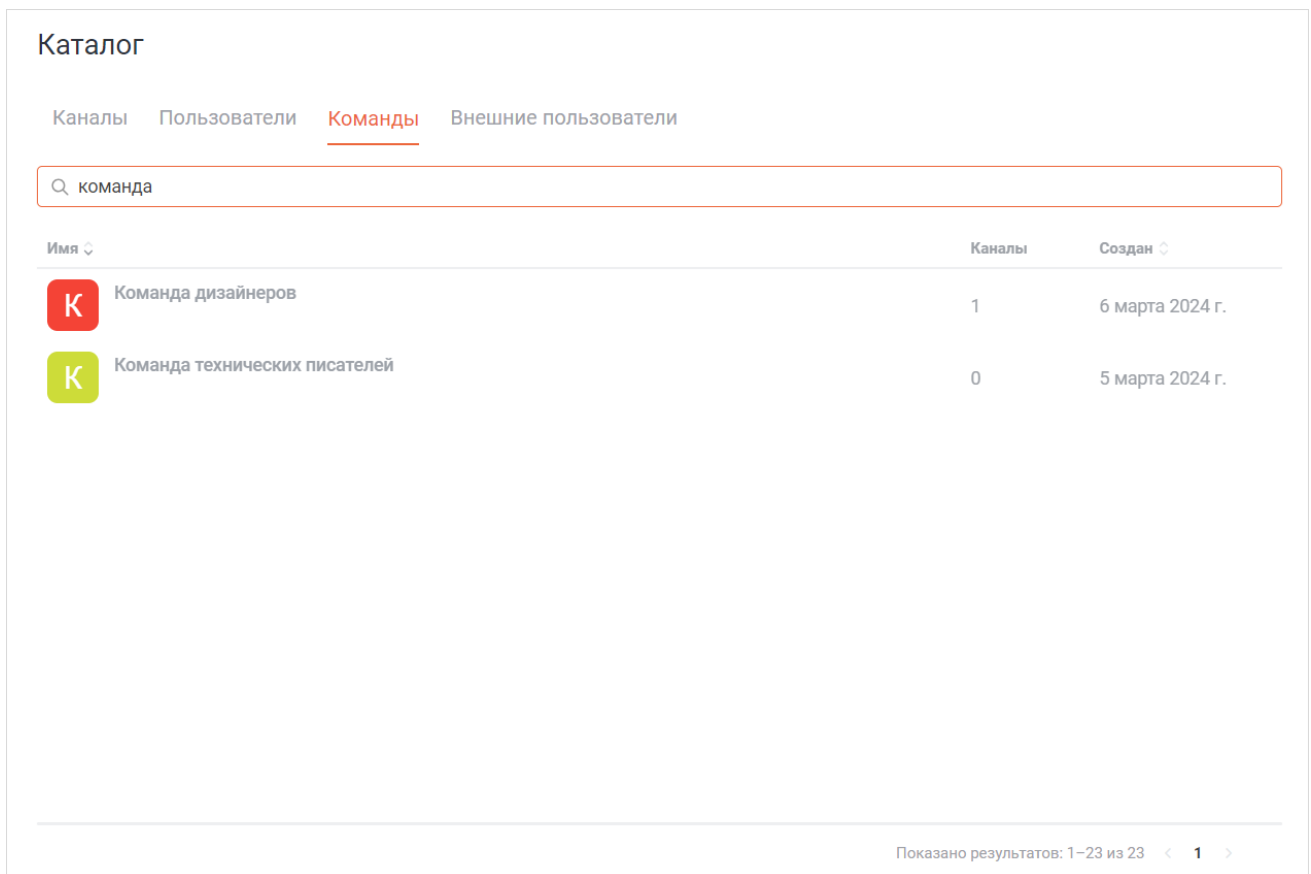 Каталог
Каналы Пользователи Команды Внешние пользователи
команда
Имя Каналы Создан
К Команда дизайнеров 1 6 марта 2024 г.
К Команда технических писателей 0 5 марта 2024 г.
Показано результатов: 1–23 из 23 < 1 >